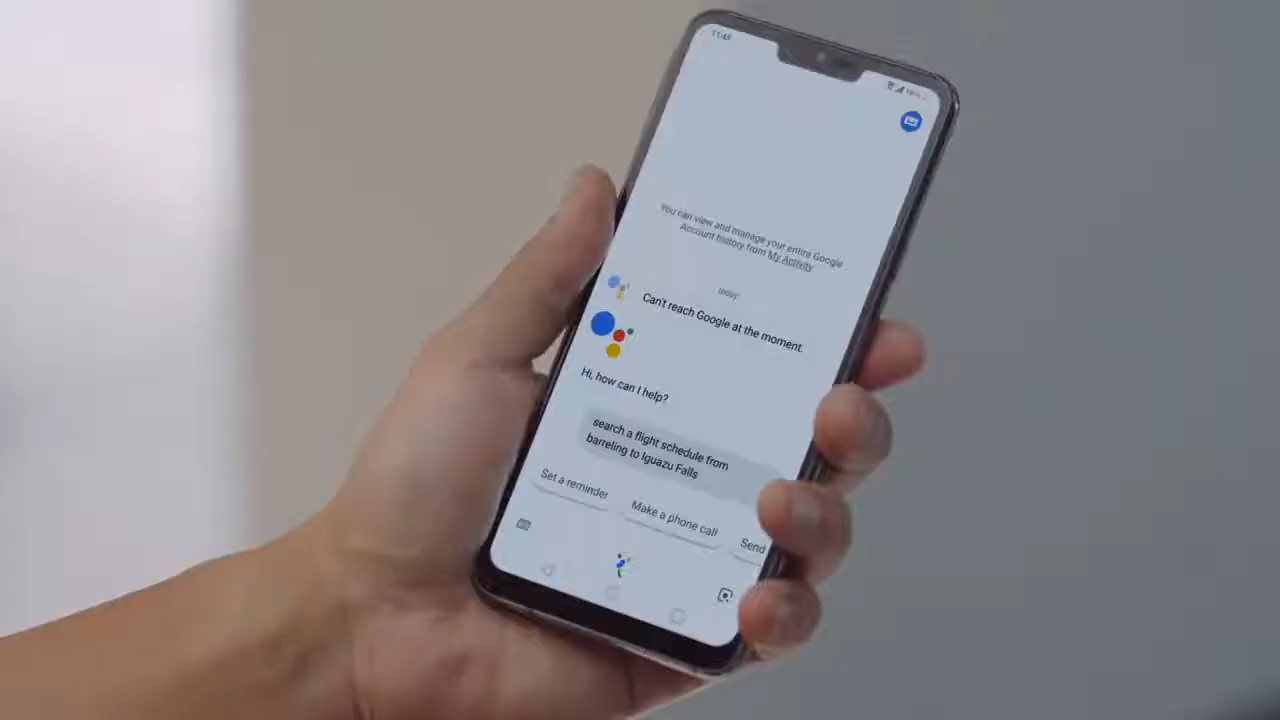 11:45
You can view and manage your entire Google
Account history from My Activity
today
Can't reach Google at the moment.
Hi, how can I help?
search a flight schedule from
barreling to Iguazu Falls
Set a reminder
Make a phone call
Send